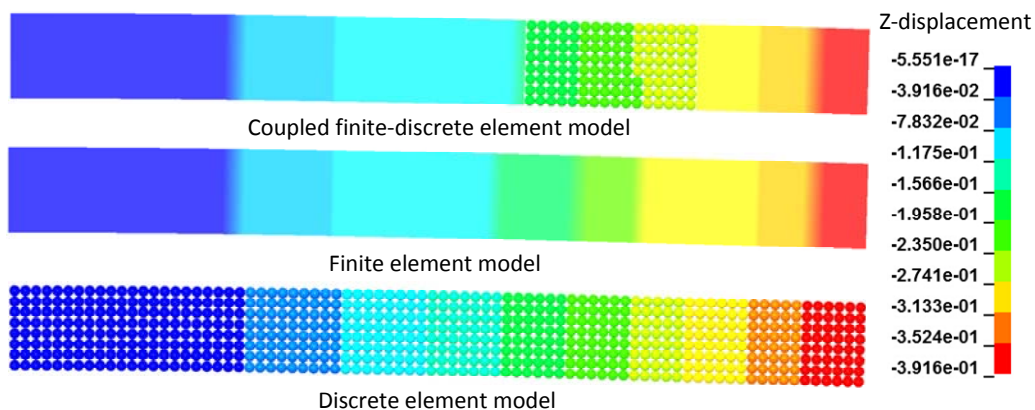 Z-displacement
-5.551e-17
-3.916e-02
-7.832e-02
-1.175e-01
-1.566e-01
-1.958e-01
-2.350e-01
-2.741e-01
-3.133e-01
-3.524e-01
-3.916e-01
Coupled finite-discrete element model
Finite element model
Discrete element model